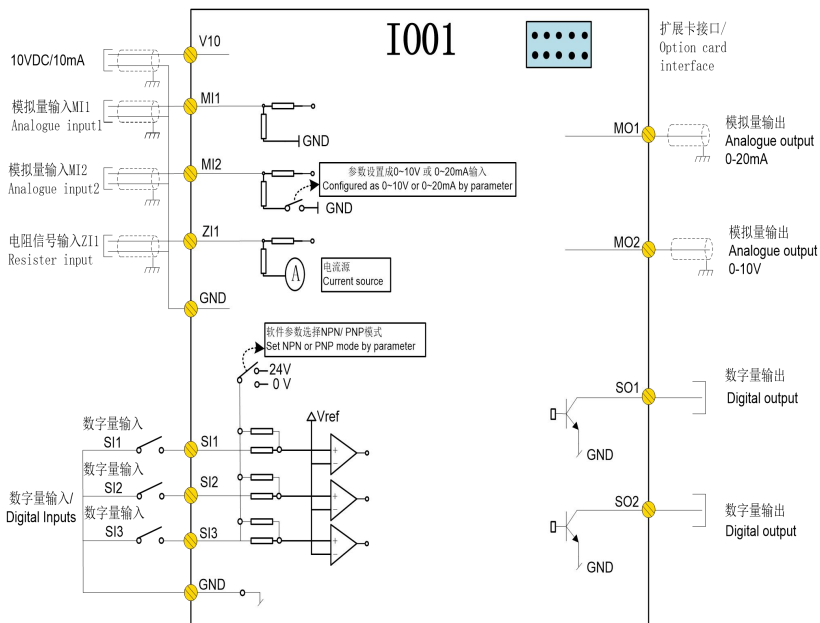 I001
扩展卡接口/
Option card
interface
V10
10VDC/10mA
模拟量输入MI1
Analogue input1
MI1
GND
模拟量输入MI2
Analogue input2
MI2
参数设置成0~10V 或 0~20mA输入
Configured as 0~10V or 0~20mA by parameter
GND
电阻信号输入ZI1
Resister input
ZI1
A
电流源
Current source
GND
软件参数选择NPN/ PNP模式
Set NPN or PNP mode by parameter
24V
0 V
Vref
数字量输入/
Digital Inputs
数字量输入
SI1
SI1
+
−
数字量输入
SI2
SI2
+
−
数字量输入
SI3
SI3
+
−
GND
MO1
模拟量输出
Analogue output
0-20mA
MO2
模拟量输出
Analogue output
0-10V
SO1
数字量输出
Digital output
GND
SO2
数字量输出
Digital output
GND